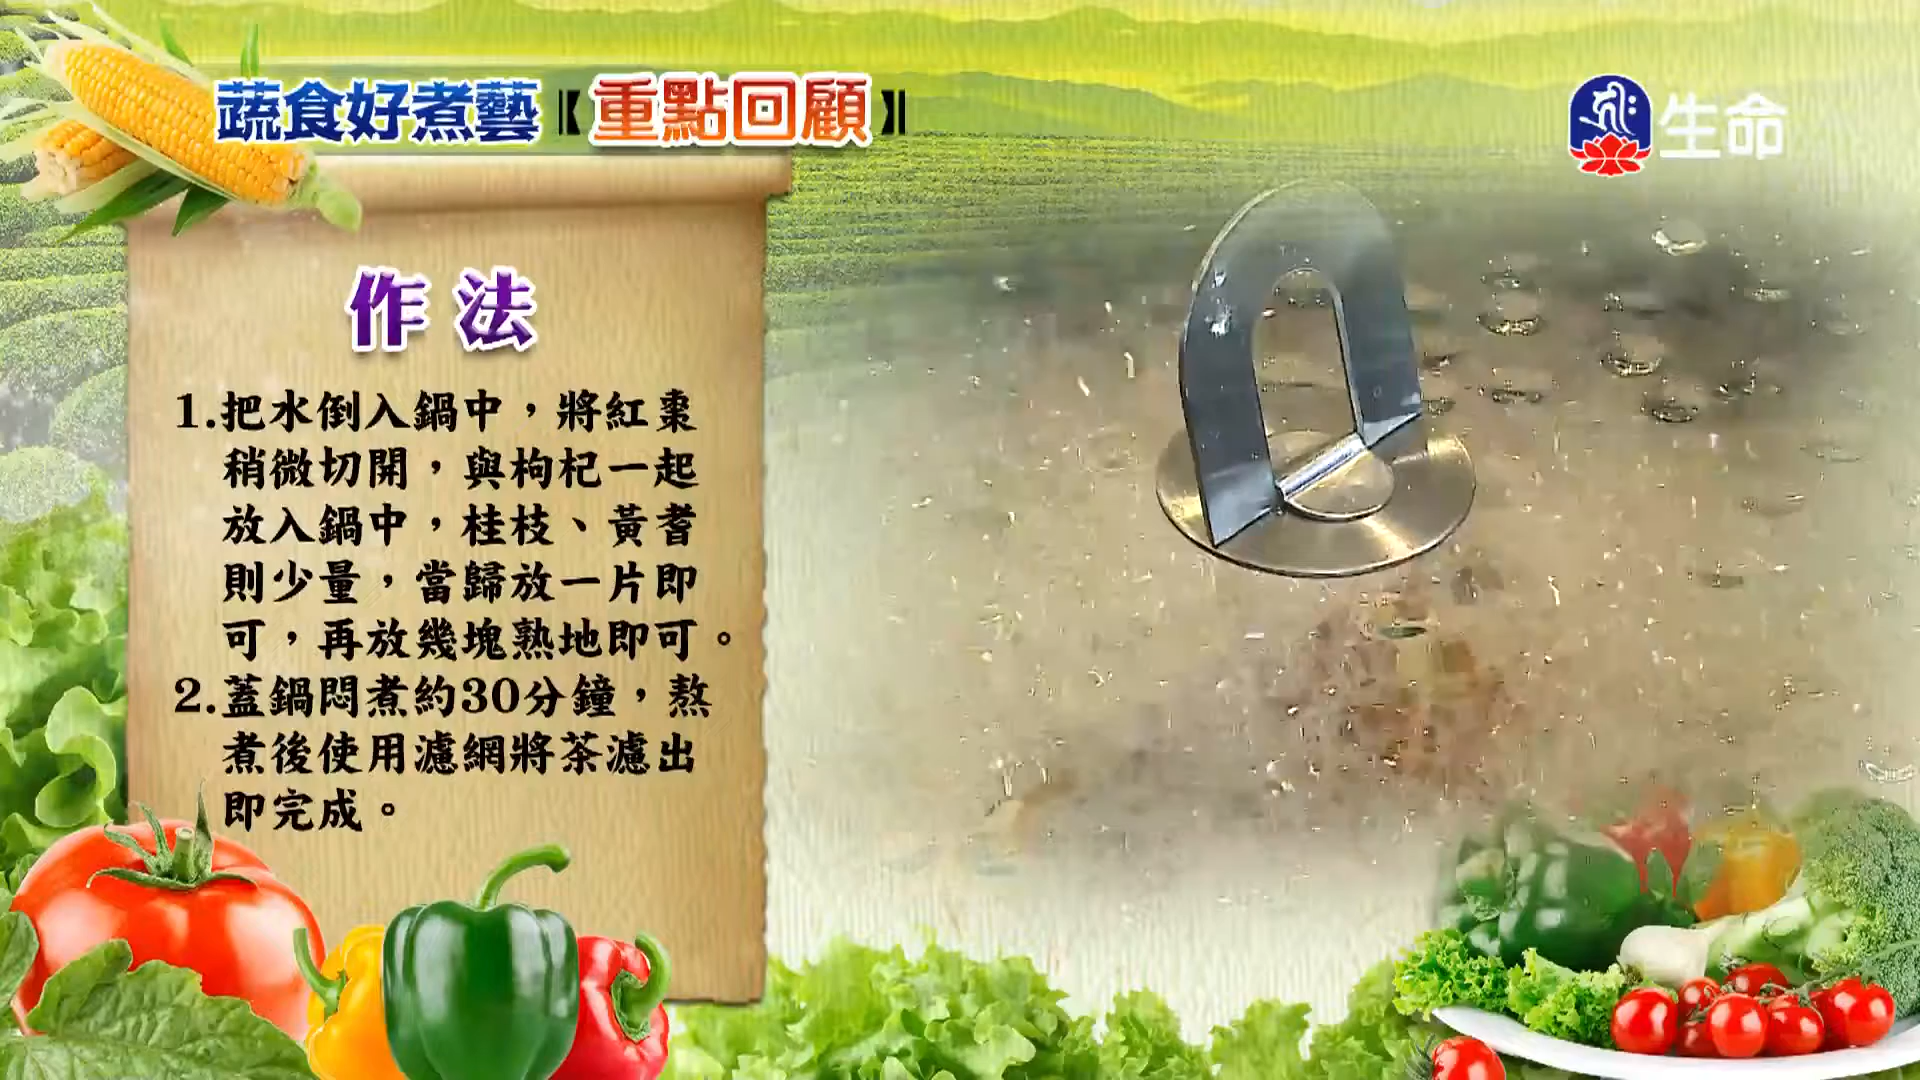 蔬食好煮藝【重點回顧】
生命
作法
1.把水倒入鍋中，將紅棗
稍微切開，與枸杞一起
放入鍋中，桂枝、黃耆
則少量，當歸放一片即
可，再放幾塊熟地即可。
2.蓋鍋悶煮約30分鐘，熬
煮後使用濾網將茶濾出
即完成。